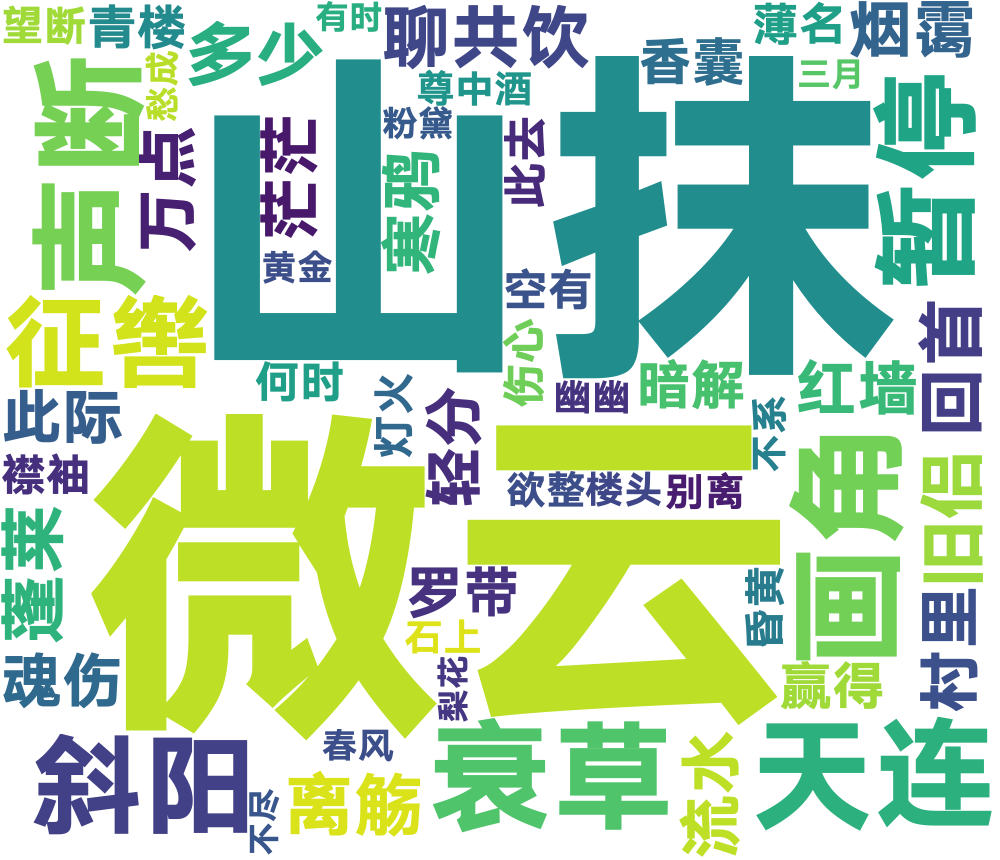 望断
青楼
多少
有时
聊共饮
香囊
薄名
烟霭
愁成
尊中酒
三月
声断
万点
茫茫
粉黛
寒鸦
此去
山抹
暂停
黄金
空有
征辔
伤心
回首
何时
灯火
幽幽
暗解
红墙
此际
轻分
不系
画角
旧侣
襟袖
微云
欲整楼头
别离
蓬莱
罗带
昏黄
村里
石上
魂伤
梨花
赢得
斜阳
春风
衰草
流水
天连
不尽
离觞